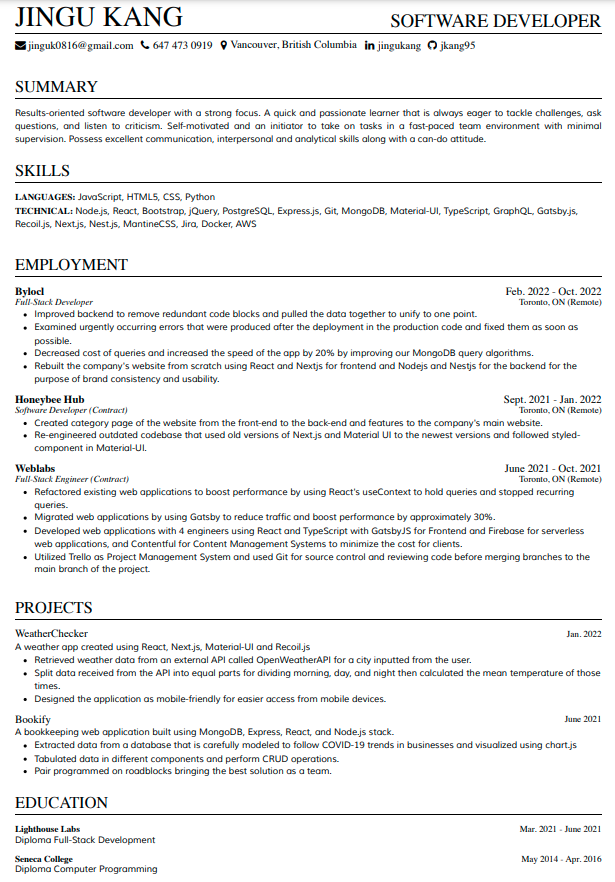 JINGU KANG SOFTWARE DEVELOPER
jinguk0816@gmail.com 647 473 0919 Vancouver, British Columbia jingukang jkang95
SUMMARY
Results-oriented software developer with a strong focus. A quick and passionate learner that is always eager to tackle challenges, ask
questions, and listen to criticism. Self-motivated and an initiator to take on tasks in a fast-paced team environment with minimal
supervision. Possess excellent communication, interpersonal and analytical skills along with a can-do attitude.
SKILLS
LANGUAGES: JavaScript, HTML5, CSS, Python
TECHNICAL: Node.js, React, Bootstrap, jQuery, PostgreSQL, Express.js, Git, MongoDB, Material-UI, TypeScript, GraphQL, Gatsby.js,
Recoil.js, Next.js, Nest.js, MantineCSS, Jira, Docker, AWS
EMPLOYMENT
Bylocl Feb. 2022 - Oct. 2022
Full-Stack Developer Toronto, ON (Remote)
• Improved backend to remove redundant code blocks and pulled the data together to unify to one point.
• Examined urgently occurring errors that were produced after the deployment in the production code and fixed them as soon as
possible.
• Decreased cost of queries and increased the speed of the app by 20% by improving our MongoDB query algorithms.
• Rebuilt the company's website from scratch using React and Nextjs for frontend and Nodejs and Nestjs for the backend for the
purpose of brand consistency and usability.
Honeybee Hub Sept. 2021 - Jan. 2022
Software Developer (Contract) Toronto, ON (Remote)
• Created category page of the website from the front-end to the back-end and features to the company's main website.
• Re-engineered outdated codebase that used old versions of Next.js and Material UI to the newest versions and followed styled-
component in Material-UI.
Weblabs June 2021 - Oct. 2021
Full-Stack Engineer (Contract) Toronto, ON (Remote)
• Refactored existing web applications to boost performance by using React's useContext to hold queries and stopped recurring
queries.
• Migrated web applications by using Gatsby to reduce traffic and boost performance by approximately 30%.
• Developed web applications with 4 engineers using React and TypeScript with GatsbyJS for Frontend and Firebase for serverless
web applications, and Contentful for Content Management Systems to minimize the cost for clients.
• Utilized Trello as Project Management System and used Git for source control and reviewing code before merging branches to the
main branch of the project.
PROJECTS
WeatherChecker Jan. 2022
A weather app created using React, Next.js, Material-UI and Recoil.js
• Retrieved weather data from an external API called OpenWeatherAPI for a city inputted from the user.
• Split data received from the API into equal parts for dividing morning, day, and night then calculated the mean temperature of those
times.
• Designed the application as mobile-friendly for easier access from mobile devices.
Bookify June 2021
A bookkeeping web application built using MongoDB, Express, React, and Node.js stack.
• Extracted data from a database that is carefully modeled to follow COVID-19 trends in businesses and visualized using chart.js
• Tabulated data in different components and perform CRUD operations.
• Pair programmed on roadblocks bringing the best solution as a team.
EDUCATION
Lighthouse Labs Mar. 2021 - June 2021
Diploma Full-Stack Development
Seneca College May 2014 - Apr. 2016
Diploma Computer Programming